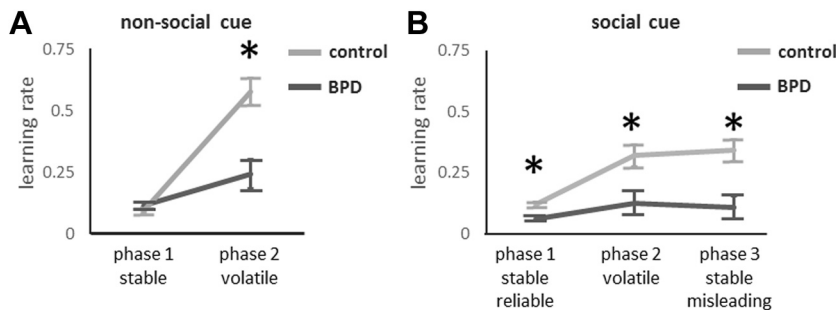 A
non-social cue
0.75
0.5
0.25
0
learning rate
*
control
BPD
phase 1
stable
phase 2
volatile
B
social cue
0.75
0.5
0.25
0
learning rate
*
*
*
control
BPD
phase 1
stable
reliable
phase 2
volatile
phase 3
stable
misleading